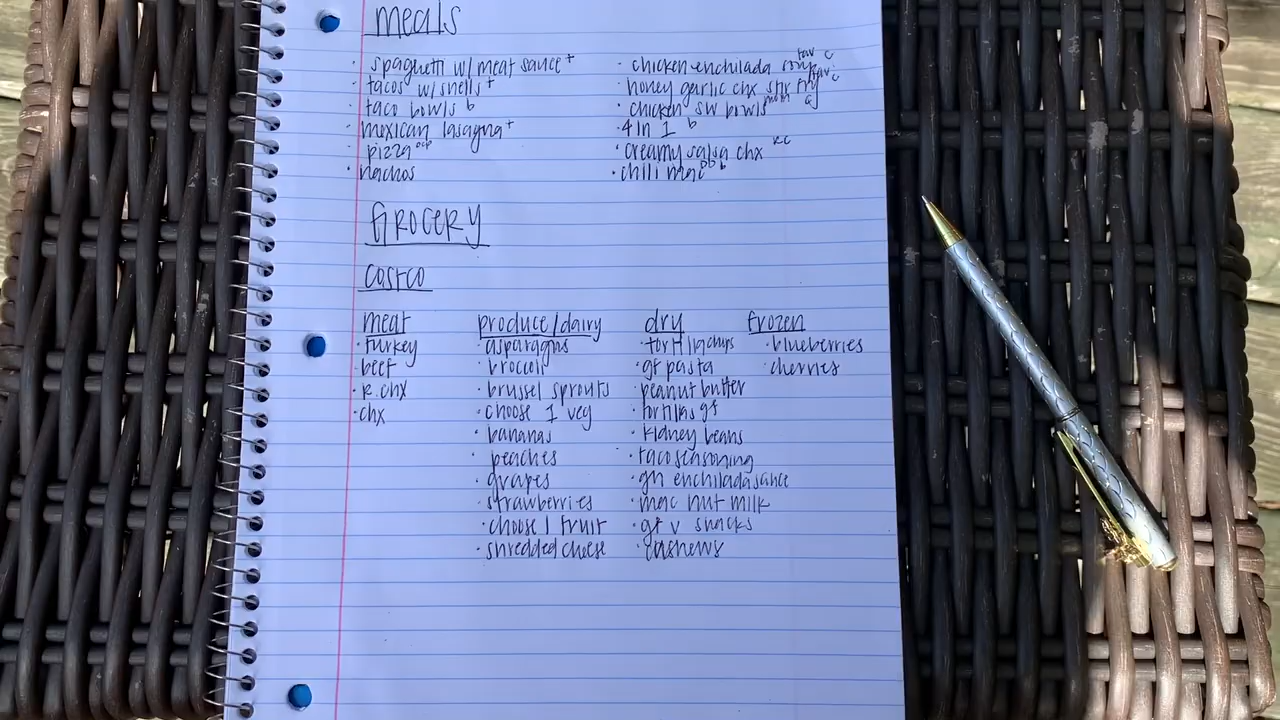 meals
· spaghetti w/ meat sauce +
· tacos w/ shells +
· taco bowls b
· mexican lasagna +
· pizza
· nachos
· chicken enchilada
· honey garlic chx stir fry
· chicken sw bowls
· 4 in 1 b
· creamy salsa chx
· chili mac
Grocery
costco
meat
· turkey
· beef
· R. chx
· chx
produce/dairy
· asparagus
· broccoli
· brussel sprouts
· choose 1 veg
· bananas
· peaches
· grapes
· strawberries
· choose 1 fruit
· shredded cheese
dry
· tortilla chips
· gf pasta
· peanut butter
· tortillas gf
· kidney beans
· taco seasoning
· gn enchilada sauce
· mac nut milk
· gf v snacks
· cashews
frozen
· blueberries
· cherries